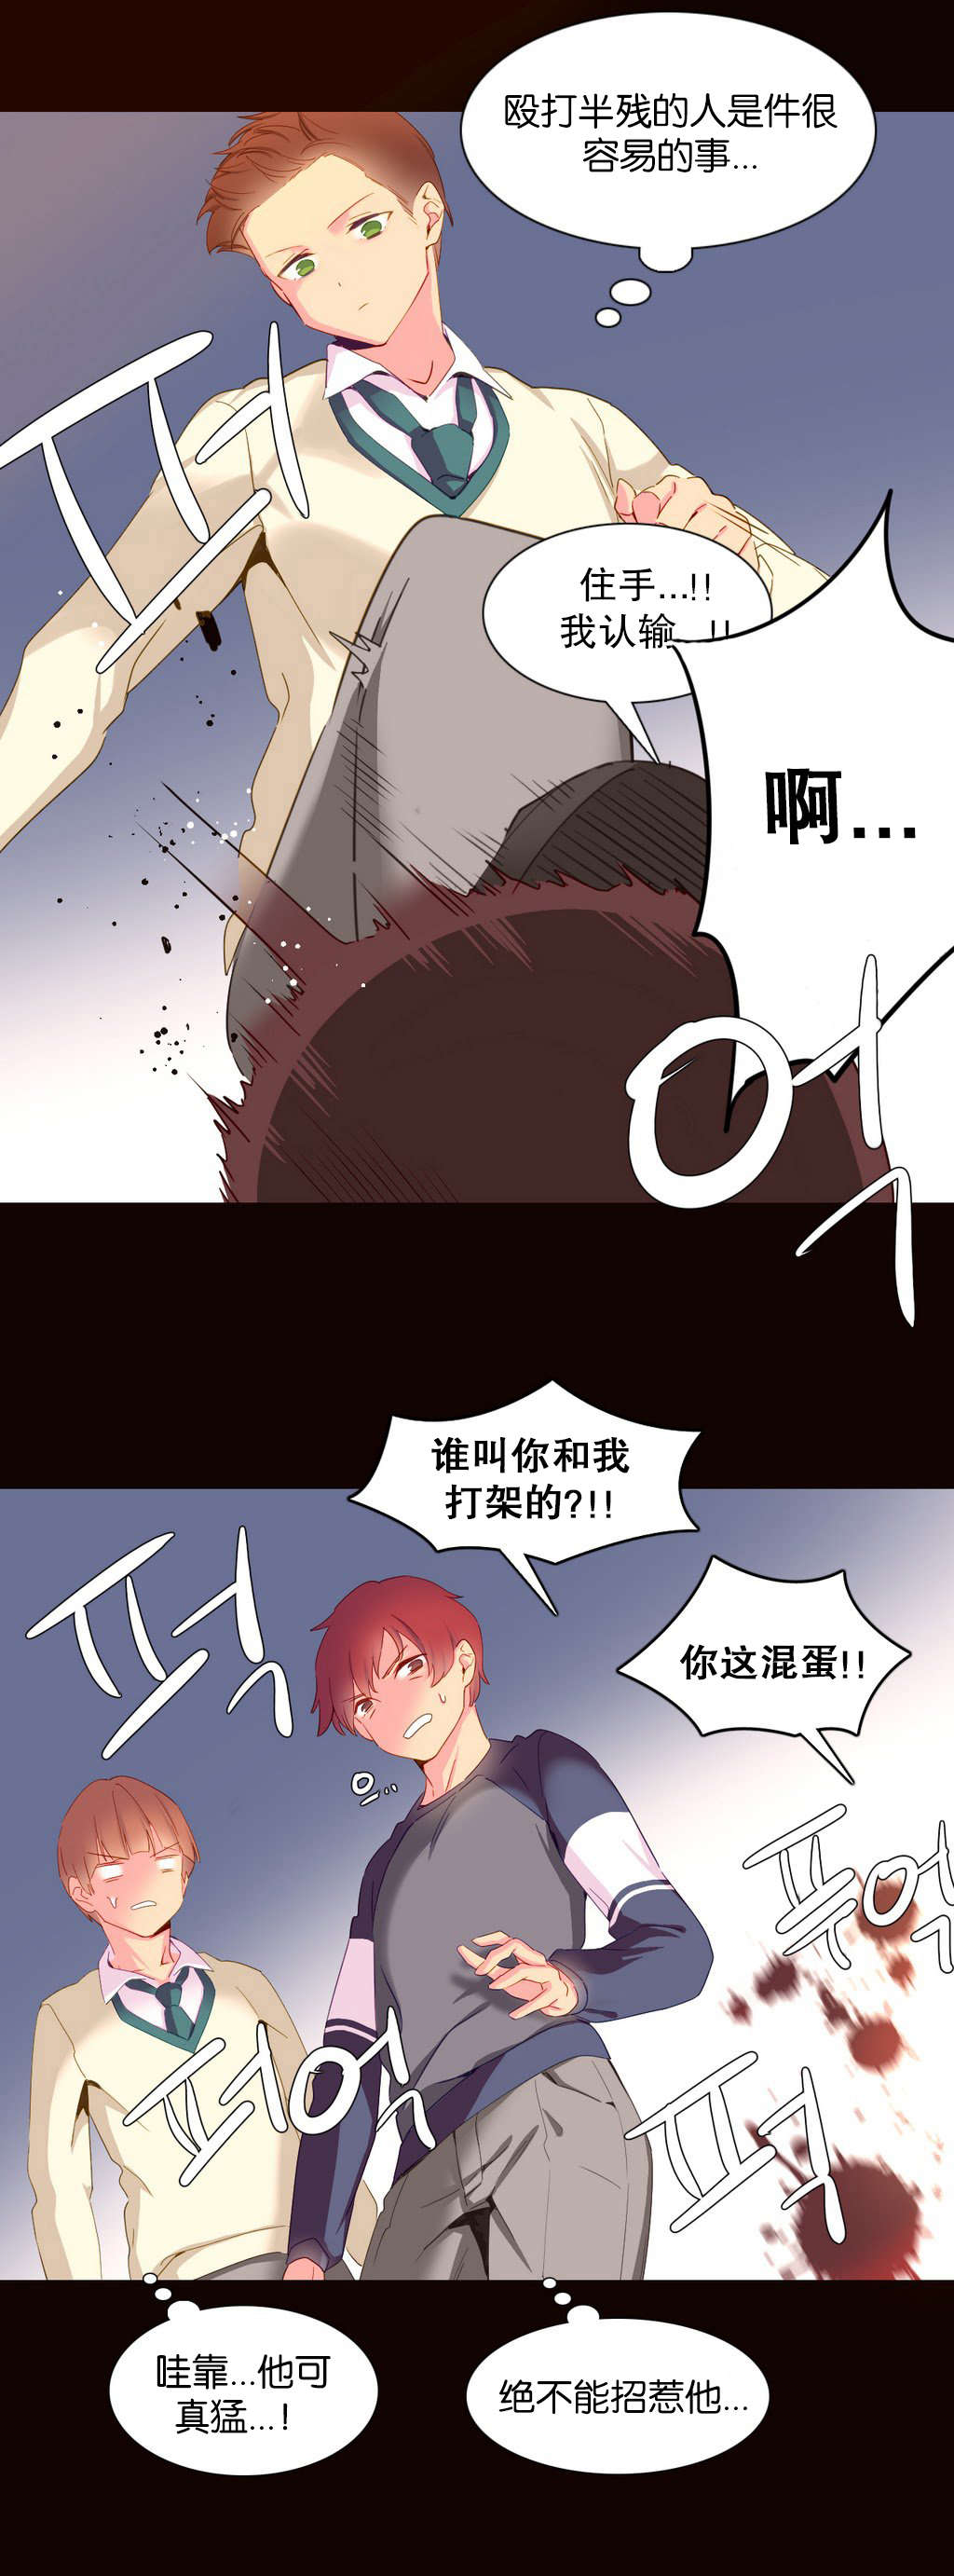 殴打半残的人是件很
容易的事...
퍼
住手...!!
我认输...!!
啊...
어
ㅓ
谁叫你和我
打架的?!!
퍽
你这混蛋!!
으...
푸억
퍼억
퍽
哇靠...他可
真猛...!
绝不能招惹他...